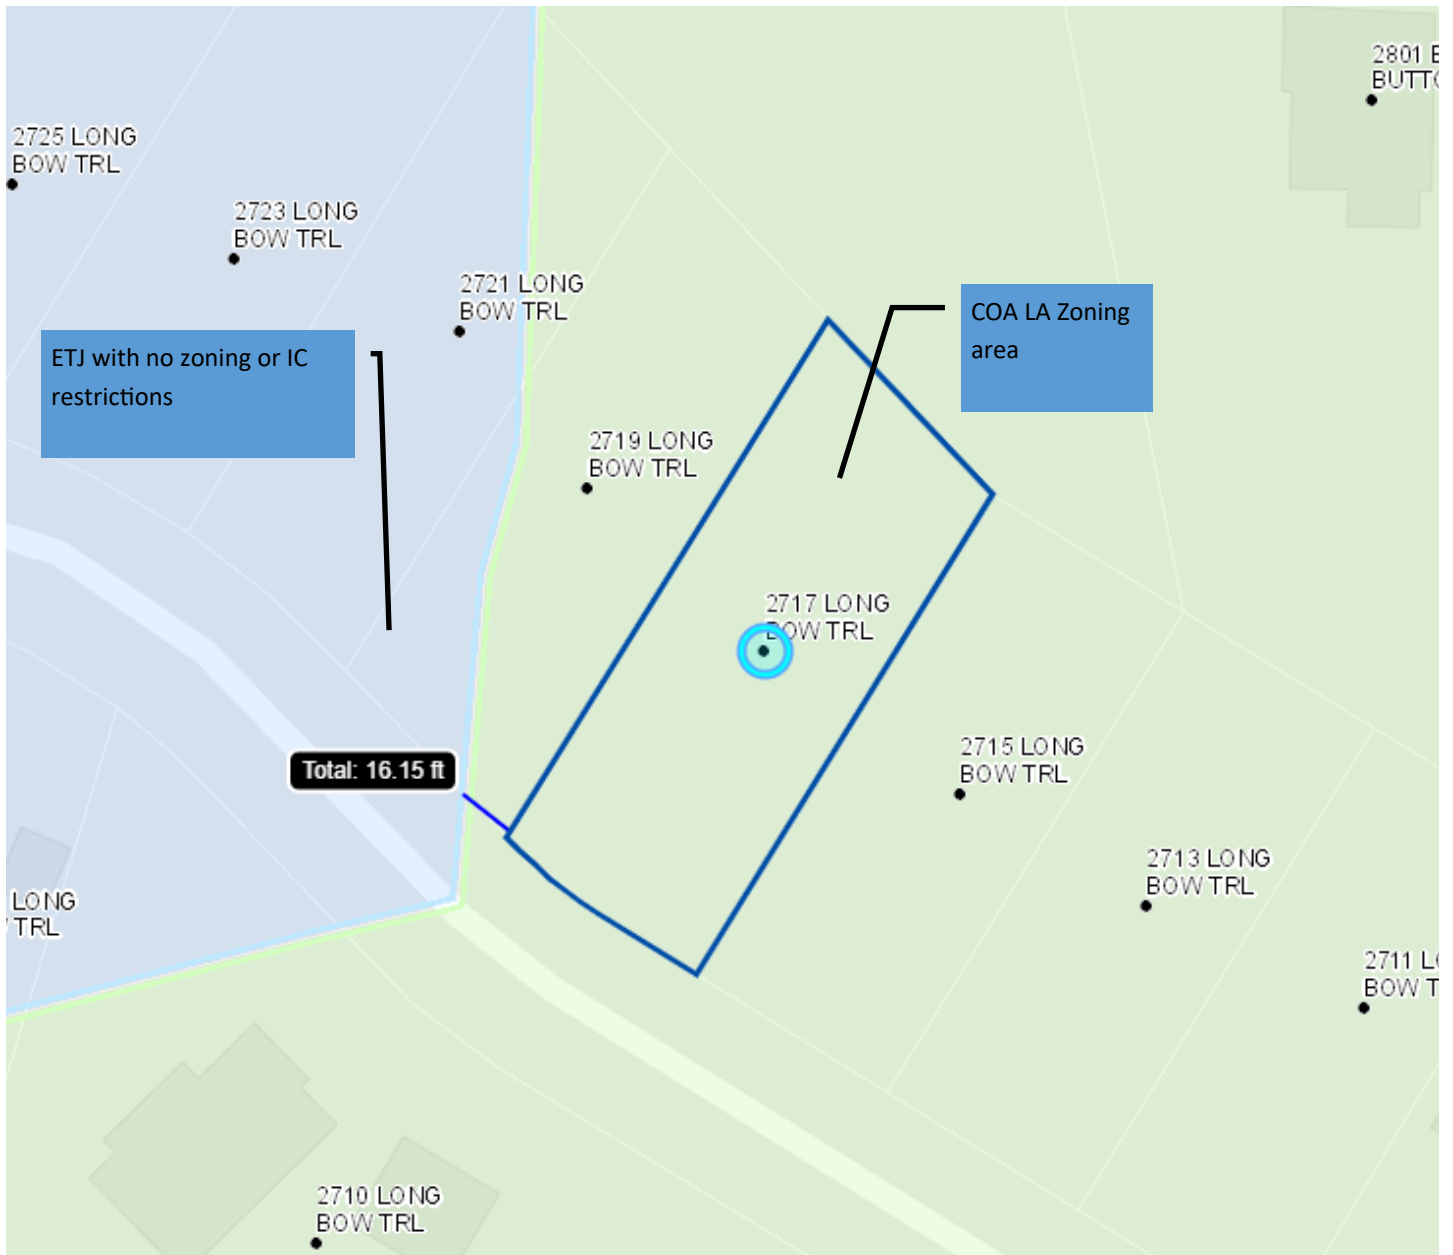 2801
2725 LONG
BOW TRL
2723 LONG
BOW TRL
2721 LONG
BOW TRL
COA LA Zoning
area
ETJ with no zoning or IC
restrictions
2719 LONG
BOW TRL
2717 LONG
BOW TRL
2715 LONG
BOW TRL
Total: 16.15 ft
2713 LONG
BOW TRL
LONG
TRL
2711
BOW
2710 LONG
BOW TRL